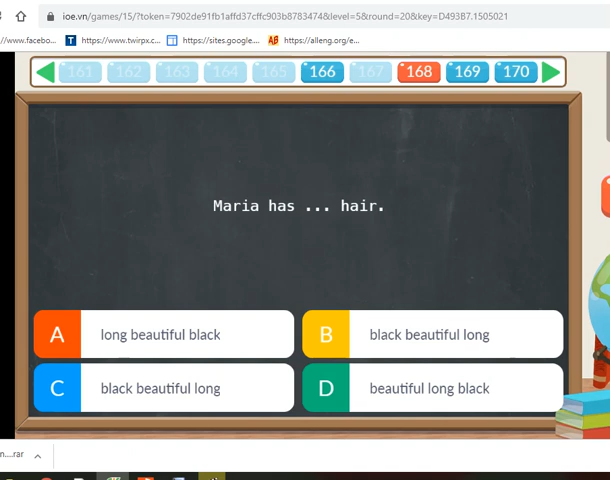 ioe.vn/games/15/?token=7902de91fb1affd37cffc903b8783474&level=5&round=20&key=D493B7.1505021
//www.facebo... https://www.twirpx.c... https://sites.google.... https://alleng.org/e...
161 162 163 164 165 166 167 168 169 170
Maria has ... hair.
A long beautiful black
B black beautiful long
C black beautiful long
D beautiful long black
n....rar